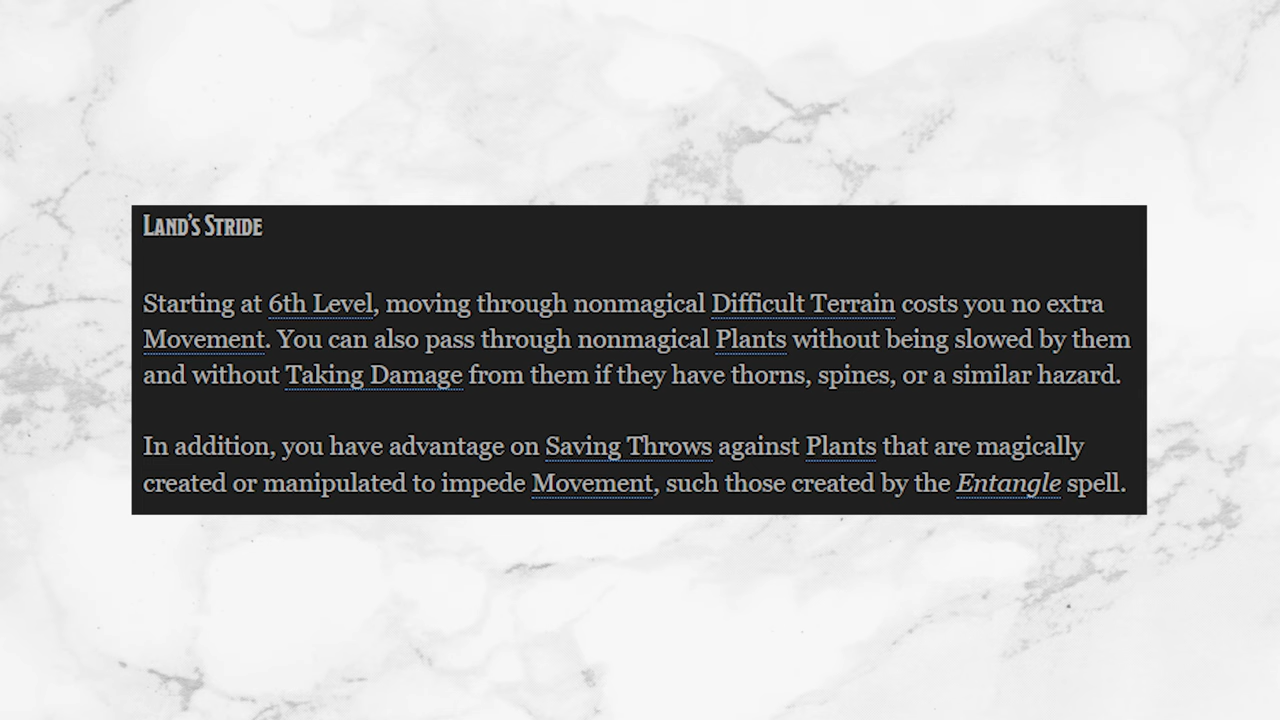 LAND'S STRIDE
Starting at 6th Level, moving through nonmagical Difficult Terrain costs you no extra
Movement. You can also pass through nonmagical Plants without being slowed by them
and without Taking Damage from them if they have thorns, spines, or a similar hazard.
In addition, you have advantage on Saving Throws against Plants that are magically
created or manipulated to impede Movement, such those created by the Entangle spell.